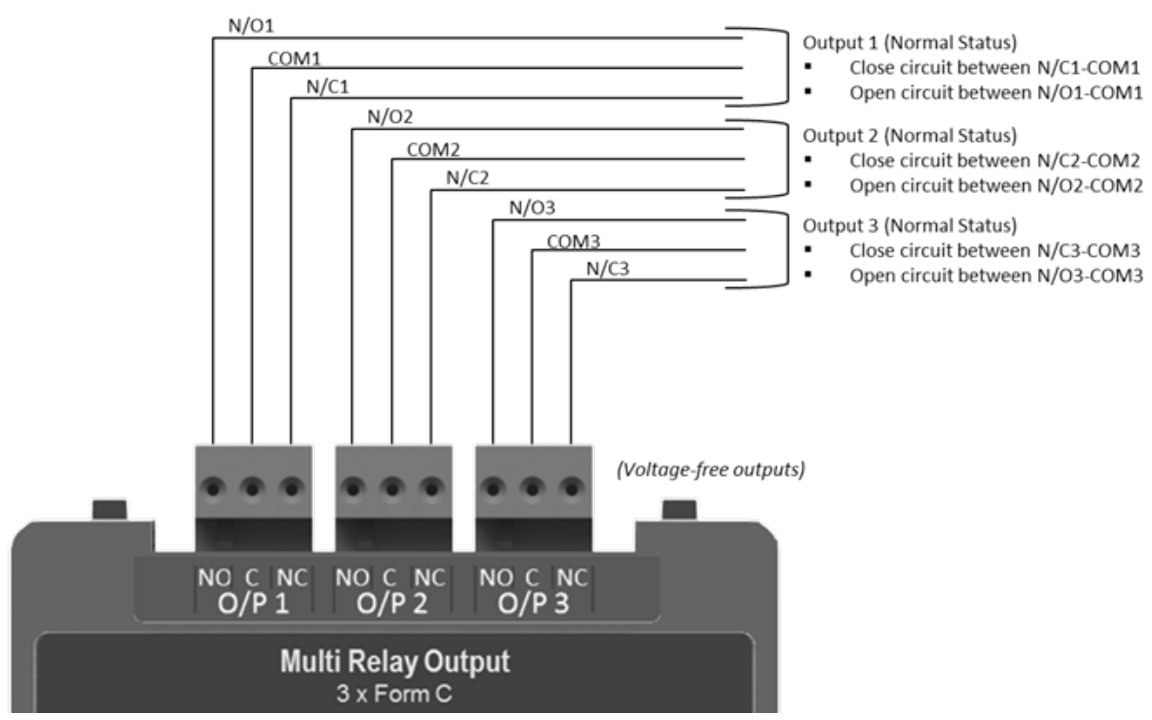 N/O1
COM1
N/C1
Output 1 (Normal Status)
▪ Close circuit between N/C1-COM1
▪ Open circuit between N/O1-COM1
N/O2
COM2
N/C2
Output 2 (Normal Status)
▪ Close circuit between N/C2-COM2
▪ Open circuit between N/O2-COM2
N/O3
COM3
N/C3
Output 3 (Normal Status)
▪ Close circuit between N/C3-COM3
▪ Open circuit between N/O3-COM3
(Voltage-free outputs)
NO C NC NO C NC NO C NC
O/P 1 O/P 2 O/P 3
Multi Relay Output
3 x Form C